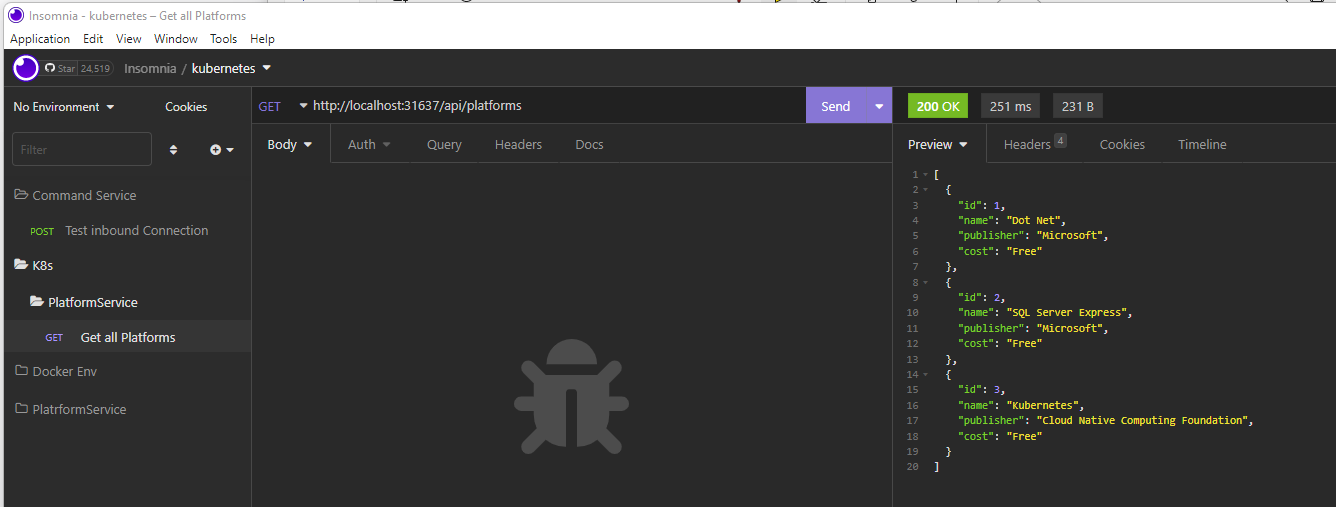 Insomnia - kubernetes – Get all Platforms
Application Edit View Window Tools Help
Star 24,519 Insomnia / kubernetes
No Environment Cookies
Filter
Command Service
POST Test inbound Connection
K8s
PlatformService
GET Get all Platforms
Docker Env
PlatrformService
GET http://localhost:31637/api/platforms Send
Body Auth Query Headers Docs
200 OK 251 ms 231 B
Preview Headers 4 Cookies Timeline
1 [
2 {
3 "id": 1,
4 "name": "Dot Net",
5 "publisher": "Microsoft",
6 "cost": "Free"
7 },
8 {
9 "id": 2,
10 "name": "SQL Server Express",
11 "publisher": "Microsoft",
12 "cost": "Free"
13 },
14 {
15 "id": 3,
16 "name": "Kubernetes",
17 "publisher": "Cloud Native Computing Foundation",
18 "cost": "Free"
19 }
20 ]